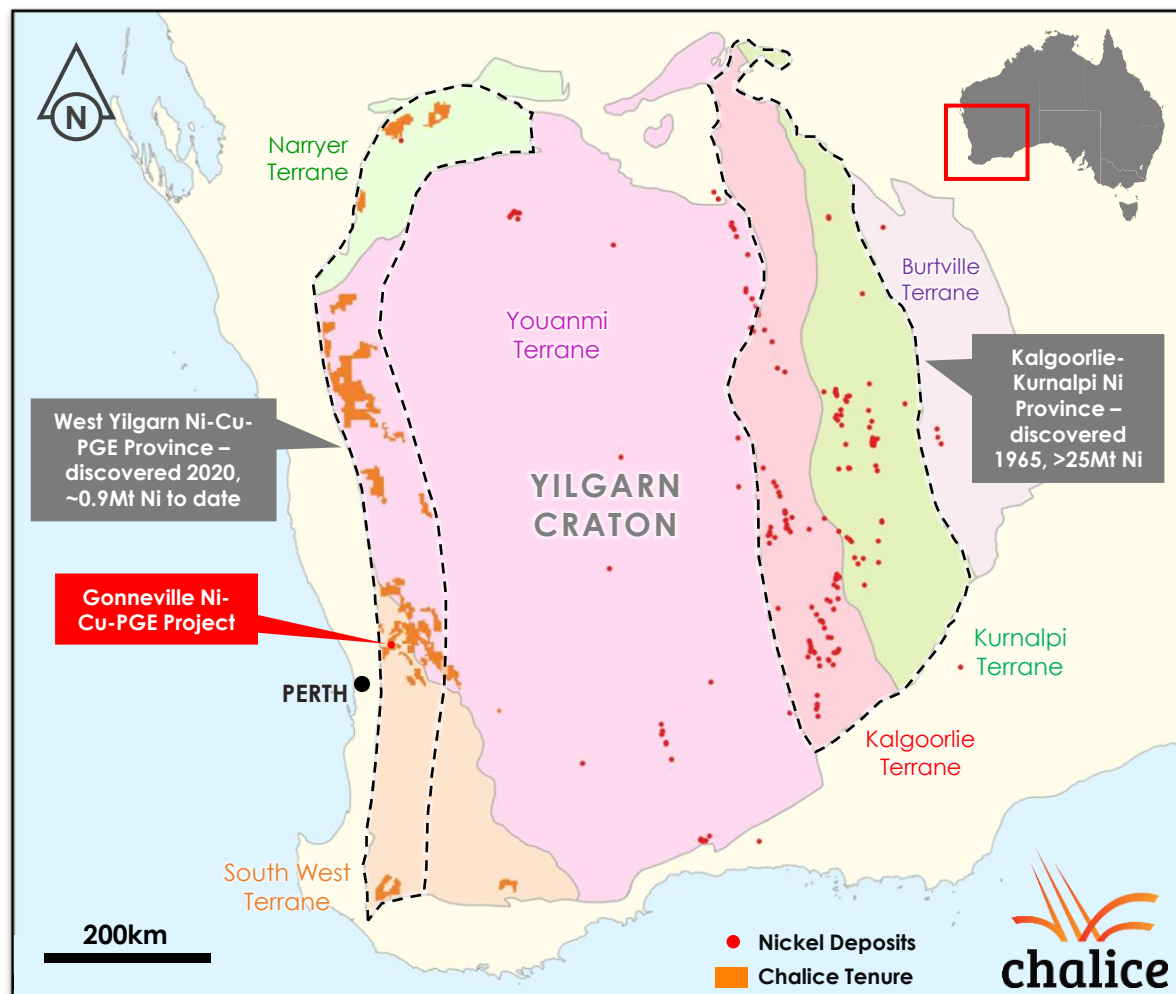 N
Narryer
Terrane
Youanmi
Terrane
Burtville
Terrane
Kalgoorlie-
Kurnalpi Ni
Province –
discovered
1965, >25Mt Ni
West Yilgarn Ni-Cu-
PGE Province –
discovered 2020,
~0.9Mt Ni to date
YILGARN
CRATON
Gonneville Ni-
Cu-PGE Project
PERTH
Kurnalpi
Terrane
Kalgoorlie
Terrane
South West
Terrane
200km
Nickel Deposits
Chalice Tenure
chalice